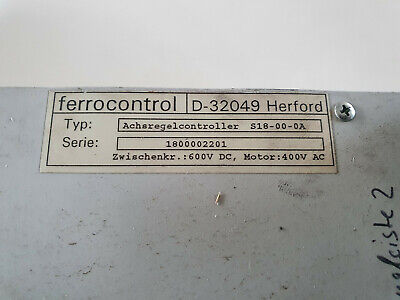 ferrocontrol D-32049 Herford
Typ: Achsregelcontroller S18-00-0A
Serie: 1800002201
Zwischenkr.:600V DC, Motor:400V AC